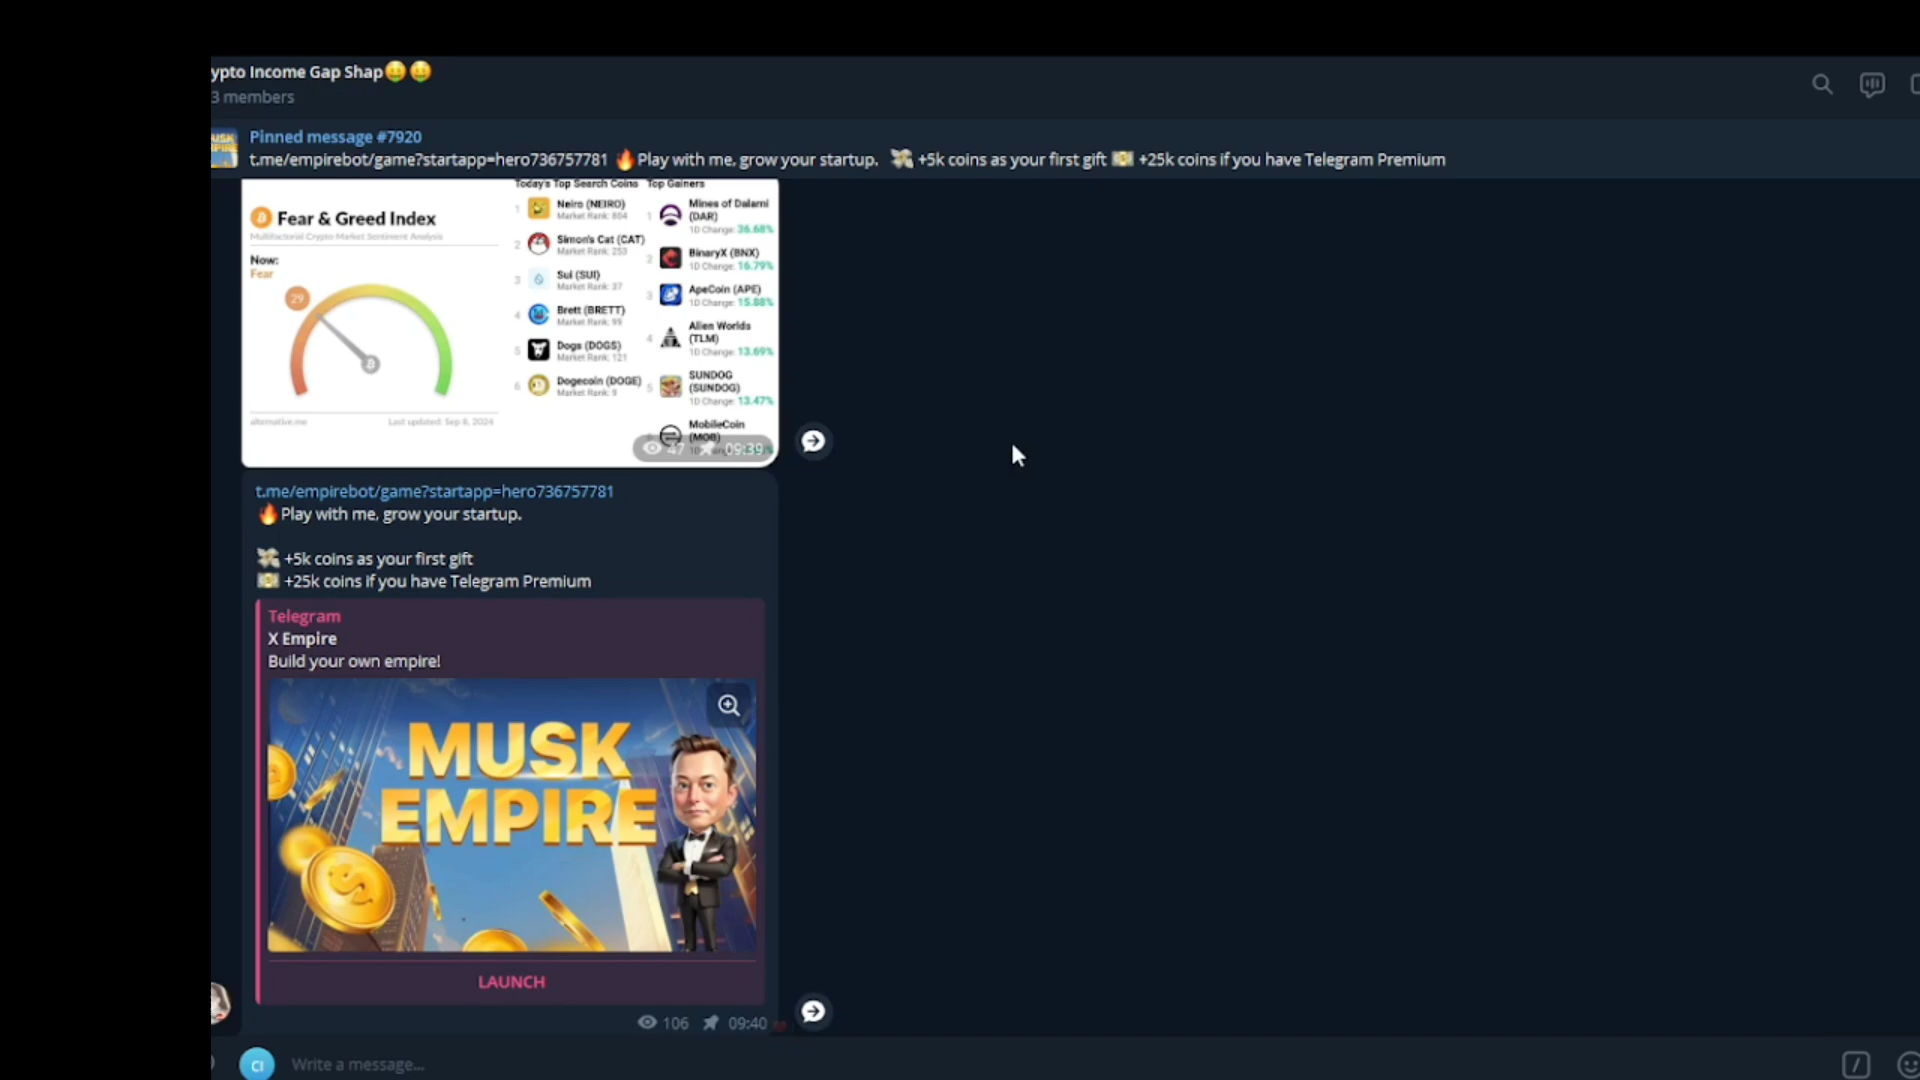 ypto Income Gap Shap🤑🤑
3 members
Pinned message #7920
t.me/empirebot/game?startapp=hero736757781 🔥Play with me, grow your startup. 💸 +5k coins as your first gift 💴 +25k coins if you have Telegram Premium
MUSK
Today's Top Search Coins Top Gainers
Fear & Greed Index
Multifactorial Crypto Market Sentiment Analysis
Now:
Fear
29
alternative.me Last updated: Sep 8, 2024
1 Neiro (NEIRO)
Market Rank: 804
2 Simon's Cat (CAT)
Market Rank: 253
3 Sui (SUI)
Market Rank: 37
4 Brett (BRETT)
Market Rank: 99
5 Dogs (DOGS)
Market Rank: 121
6 Dogecoin (DOGE)
Market Rank: 9
1 Mines of Dalarni
(DAR)
1D Change: 36.68%
2 BinaryX (BNX)
1D Change: 16.79%
3 ApeCoin (APE)
1D Change: 15.88%
4 Alien Worlds
(TLM)
1D Change: 13.69%
5 SUNDOG
(SUNDOG)
1D Change: 13.47%
MobileCoin
(MOB)
47 09:39
t.me/empirebot/game?startapp=hero736757781
🔥Play with me, grow your startup.
💸 +5k coins as your first gift
💴 +25k coins if you have Telegram Premium
Telegram
X Empire
Build your own empire!
MUSK
EMPIRE
LAUNCH
106 09:40
CI Write a message...